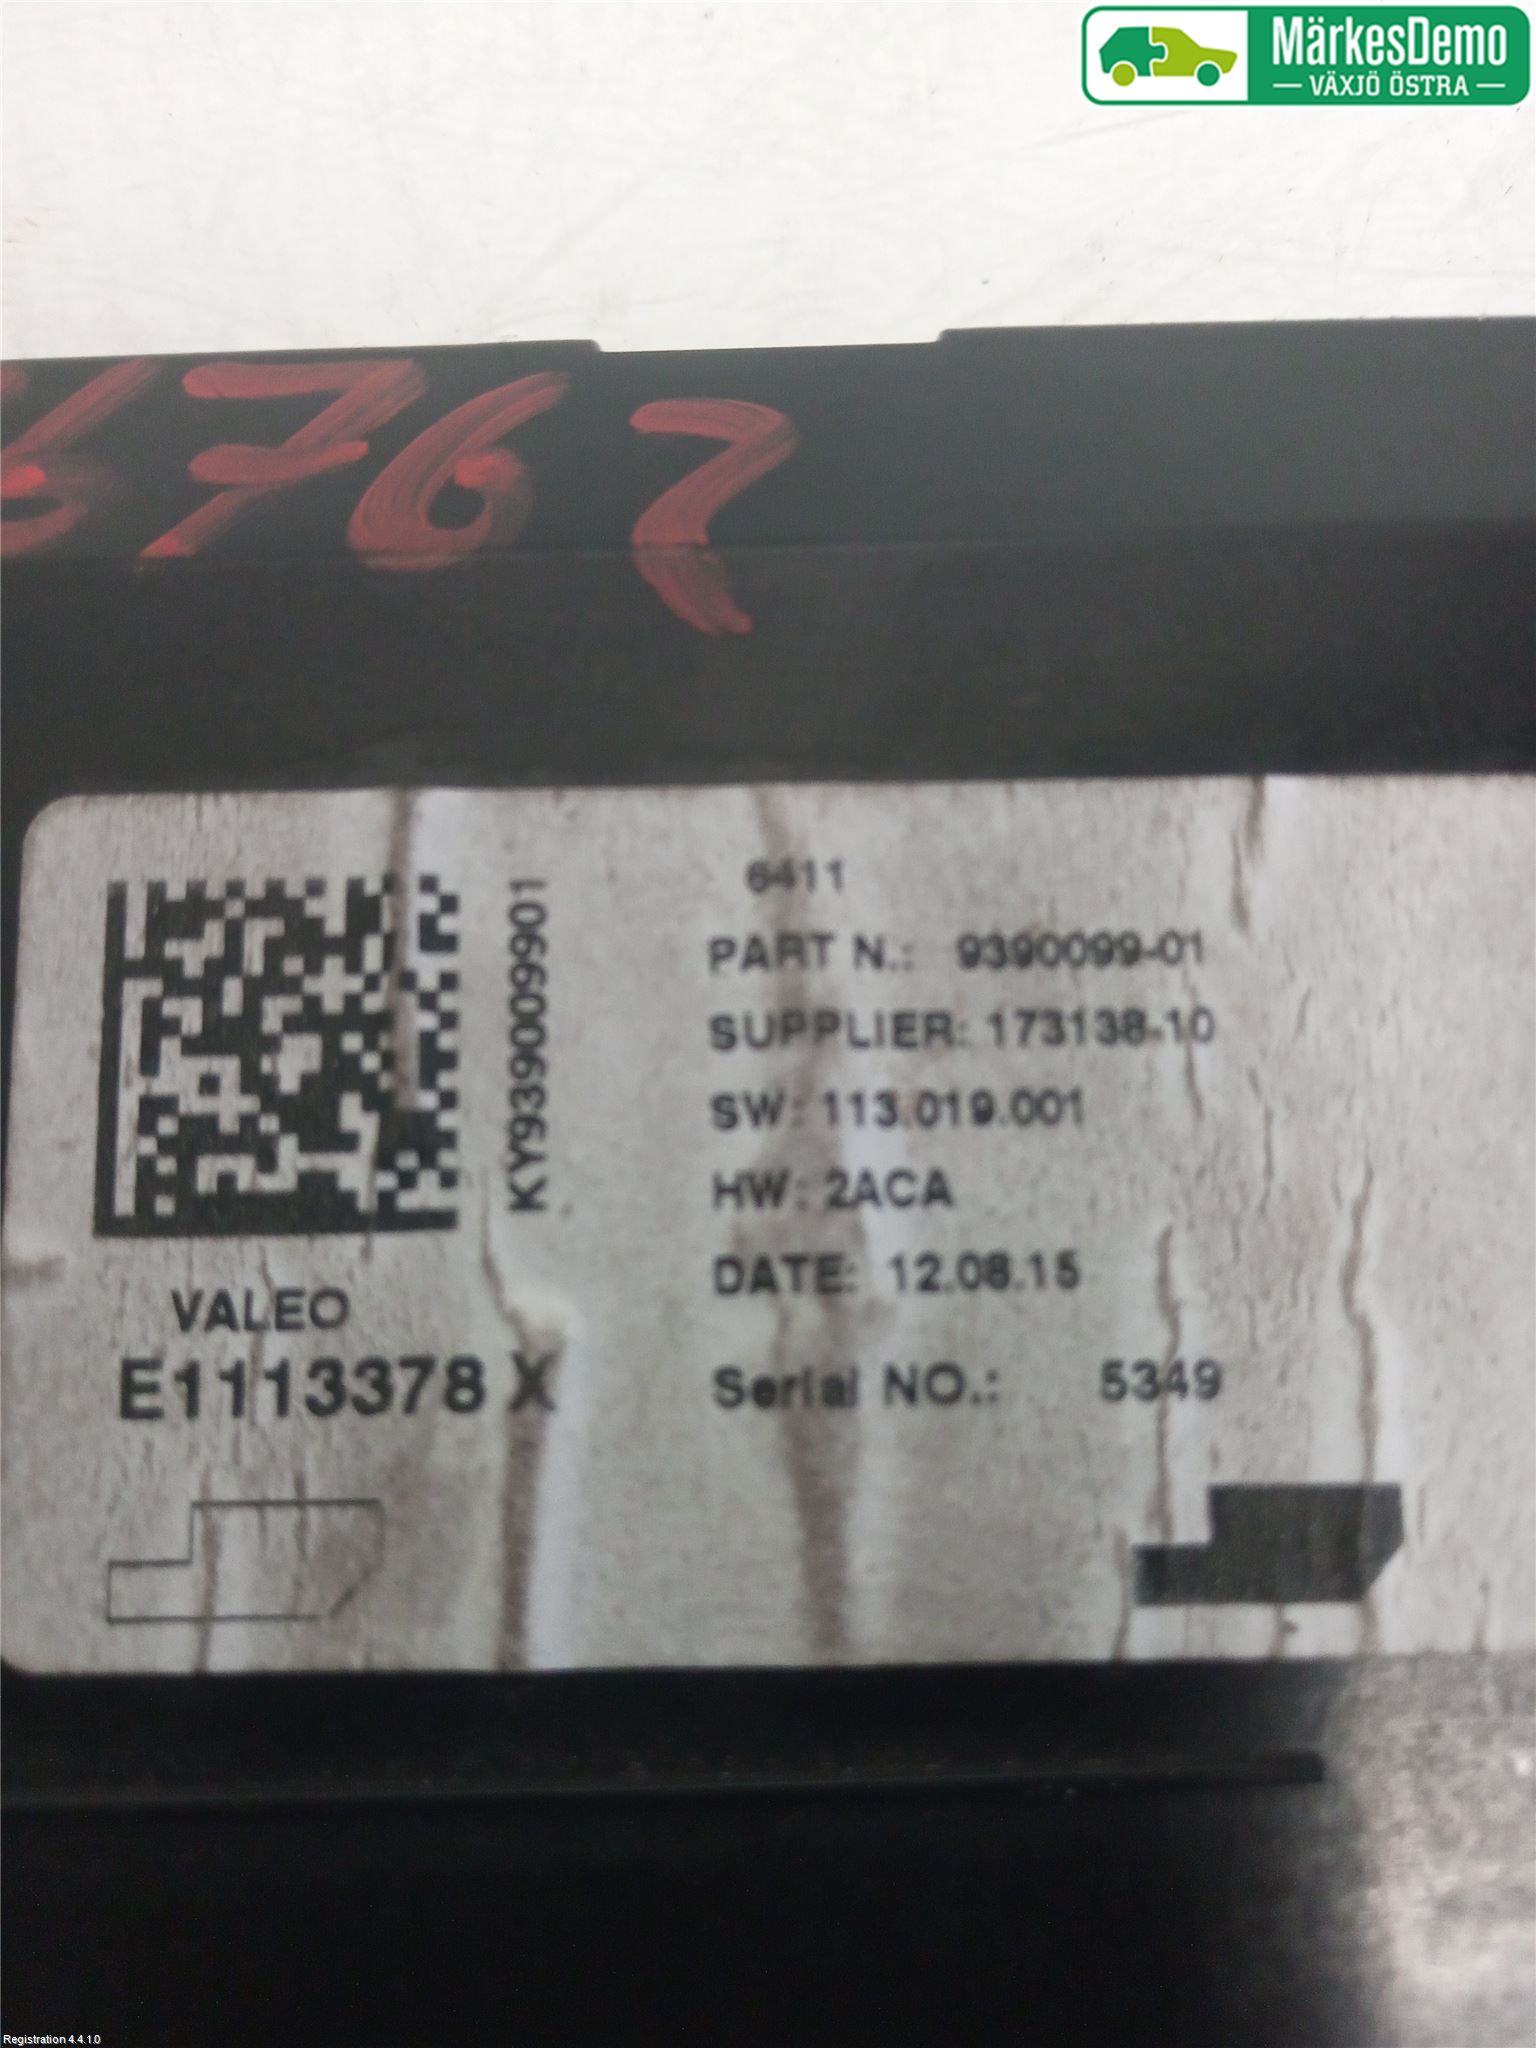 MärkesDemo
VÄXJÖ ÖSTRA
762
6411
PART N.: 9390099-01
SUPPLIER: 173138-10
SW: 113.019.001
HW: 2ACA
DATE: 12.08.15
Serial NO.: 5349
KY939009901
VALEO
E1113378 X
Registration 4.4.1.0